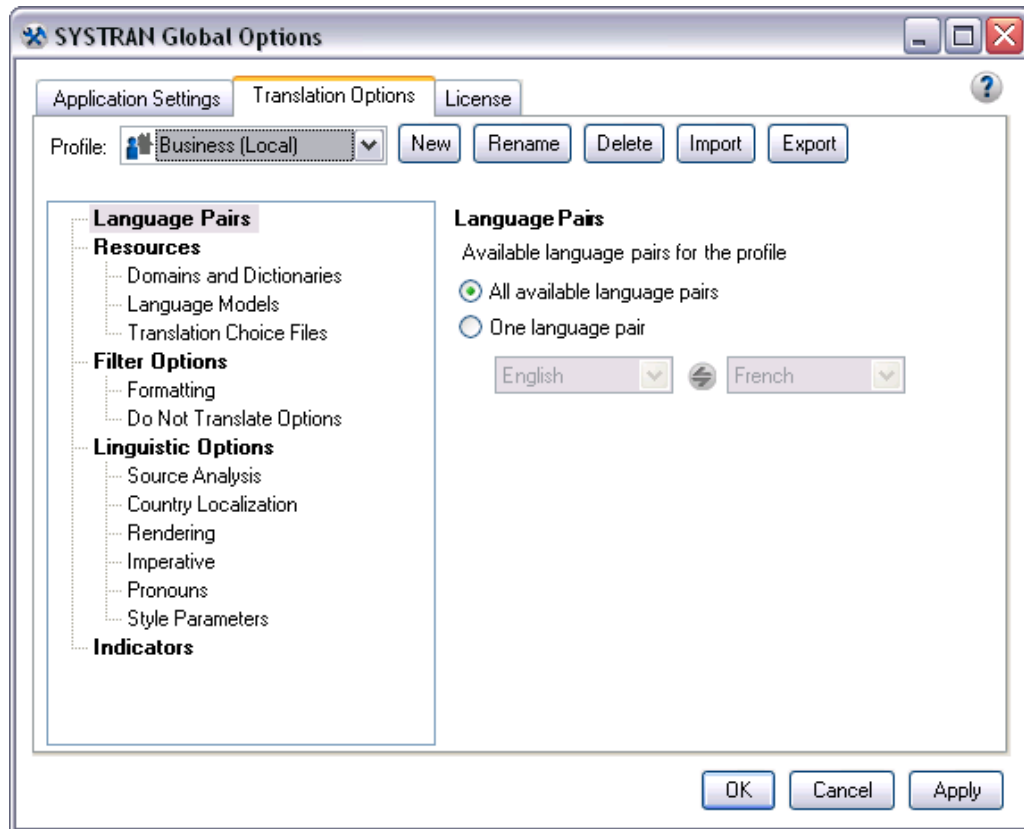 SYSTRAN Global Options
Application Settings Translation Options License ?
Profile: Business (Local) New Rename Delete Import Export
Language Pairs
Resources
Domains and Dictionaries
Language Models
Translation Choice Files
Filter Options
Formatting
Do Not Translate Options
Linguistic Options
Source Analysis
Country Localization
Rendering
Imperative
Pronouns
Style Parameters
Indicators
Language Pairs
Available language pairs for the profile
All available language pairs
One language pair
English French
OK Cancel Apply